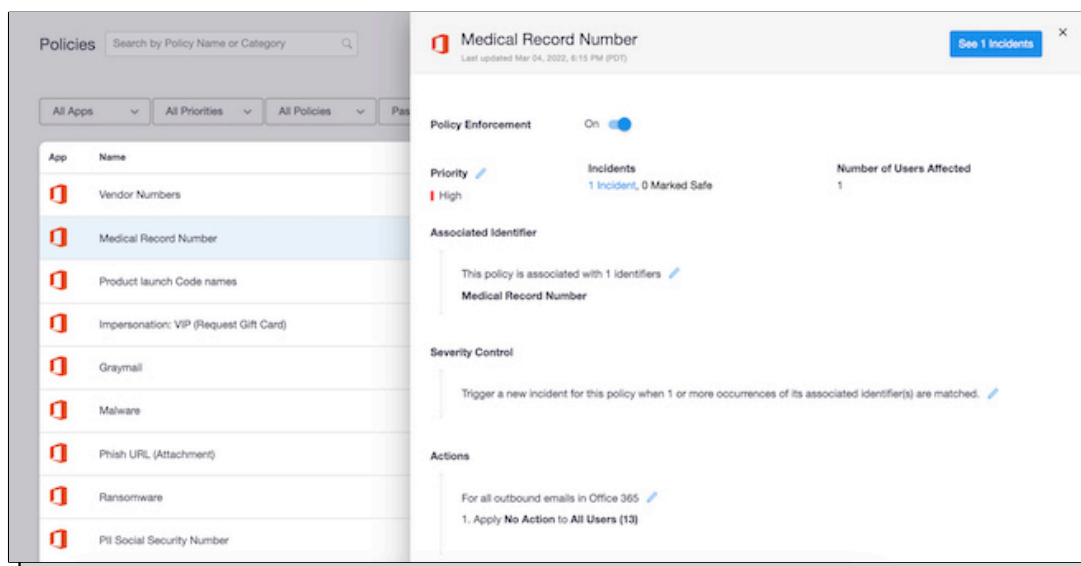 Policies
Search by Policy Name or Category
All Apps
All Priorities
All Policies
Pas
App Name
Vendor Numbers
Medical Record Number
Product launch Code names
Impersonation: VIP (Request Gift Card)
Graymail
Malware
Phish URL (Attachment)
Ransomware
PII Social Security Number
Medical Record Number
Last updated Mar 04, 2022, 6:15 PM (PDT)
See 1 Incidents
×
Policy Enforcement On
Priority
High
Incidents
1 Incident, 0 Marked Safe
Number of Users Affected
1
Associated Identifier
This policy is associated with 1 identifiers
Medical Record Number
Severity Control
Trigger a new incident for this policy when 1 or more occurrences of its associated identifier(s) are matched.
Actions
For all outbound emails in Office 365
1. Apply No Action to All Users (13)